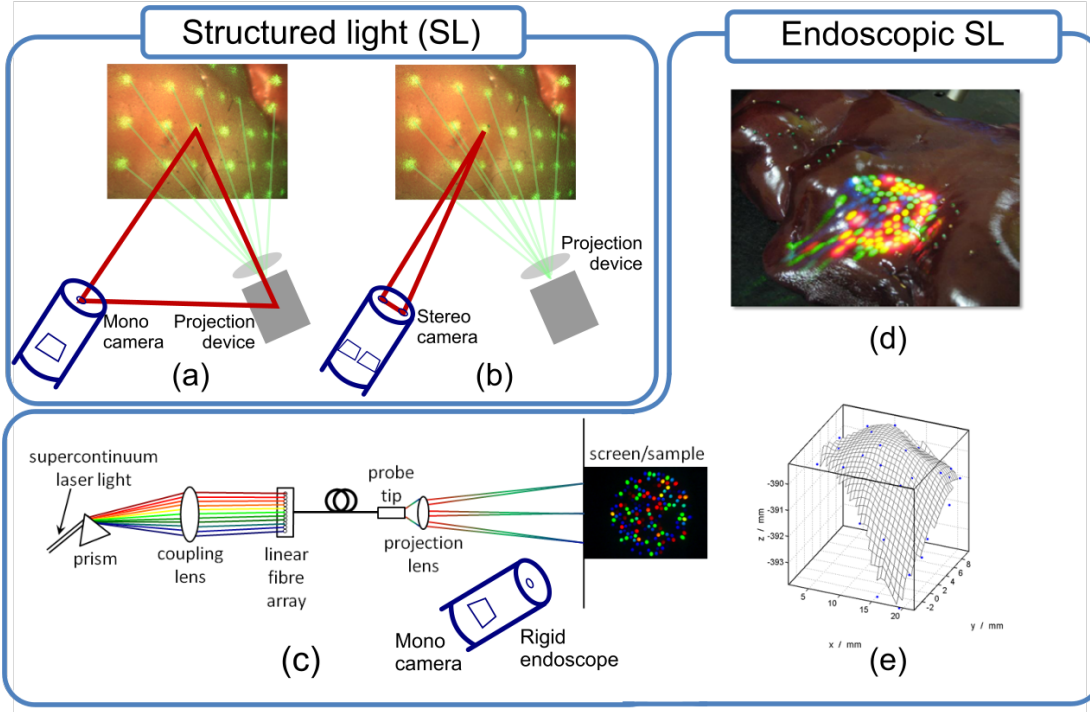 Structured light (SL)
Endoscopic SL
Mono
camera
Projection
device
(a)
Stereo
camera
Projection
device
(b)
(d)
supercontinuum
laser light
prism
coupling
lens
linear
fibre
array
probe
tip
projection
lens
screen/sample
Mono
camera
Rigid
endoscope
(c)
z / mm
-390
-391
-392
-393
5
10
15
20
x / mm
-2
0
2
4
6
8
y / mm
(e)